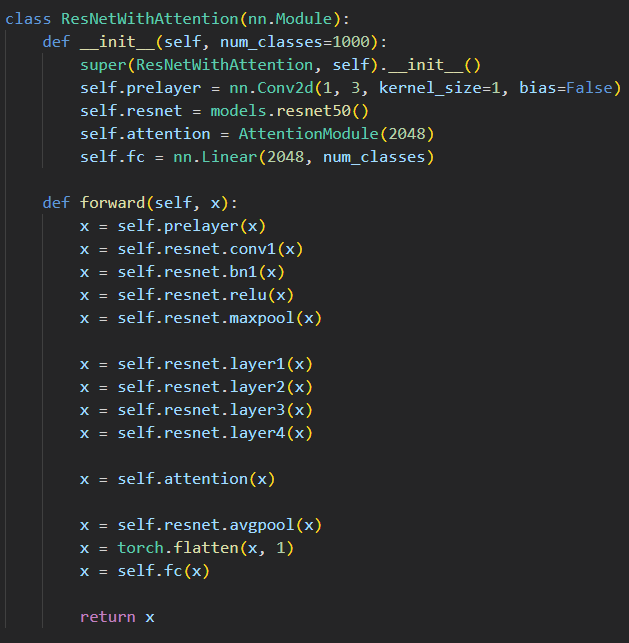 class ResNetWithAttention(nn.Module):
    def __init__(self, num_classes=1000):
        super(ResNetWithAttention, self).__init__()
        self.prelayer = nn.Conv2d(1, 3, kernel_size=1, bias=False)
        self.resnet = models.resnet50()
        self.attention = AttentionModule(2048)
        self.fc = nn.Linear(2048, num_classes)

    def forward(self, x):
        x = self.prelayer(x)
        x = self.resnet.conv1(x)
        x = self.resnet.bn1(x)
        x = self.resnet.relu(x)
        x = self.resnet.maxpool(x)

        x = self.resnet.layer1(x)
        x = self.resnet.layer2(x)
        x = self.resnet.layer3(x)
        x = self.resnet.layer4(x)

        x = self.attention(x)

        x = self.resnet.avgpool(x)
        x = torch.flatten(x, 1)
        x = self.fc(x)

        return x